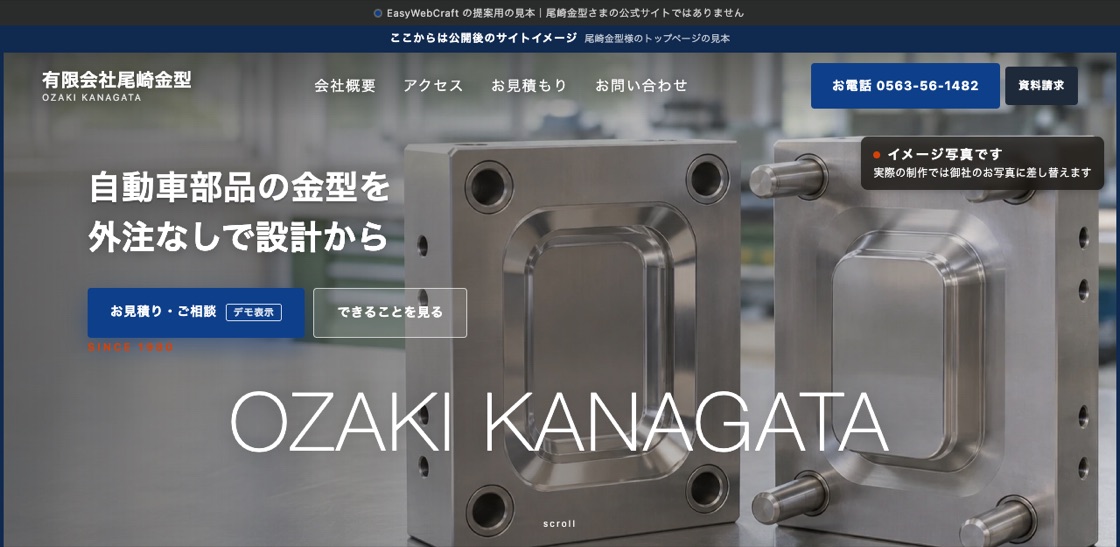 EasyWebCraft の提案用の見本｜尾崎金型さまの公式サイトではありません
ここからは公開後のサイトイメージ 尾崎金型様のトップページの見本
有限会社尾崎金型
OZAKI KANAGATA
会社概要 アクセス お見積もり お問い合わせ
お電話 0563-56-1482
資料請求
イメージ写真です
実際の制作では御社のお写真に差し替えます
自動車部品の金型を
外注なしで設計から
お見積り・ご相談 デモ表示
できることを見る
SINCE
OZAKI KANAGATA
scroll